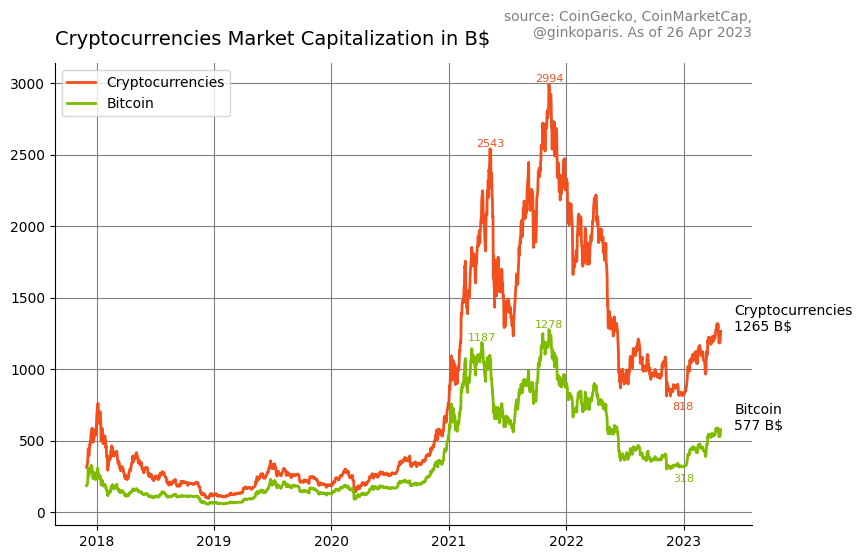 source: CoinGecko, CoinMarketCap,
@ginkoparis. As of 26 Apr 2023
Cryptocurrencies Market Capitalization in B$
Cryptocurrencies
Bitcoin
3000
2500
2000
1500
1000
500
0
2994
2543
1278
1187
818
318
Cryptocurrencies
1265 B$
Bitcoin
577 B$
2018
2019
2020
2021
2022
2023